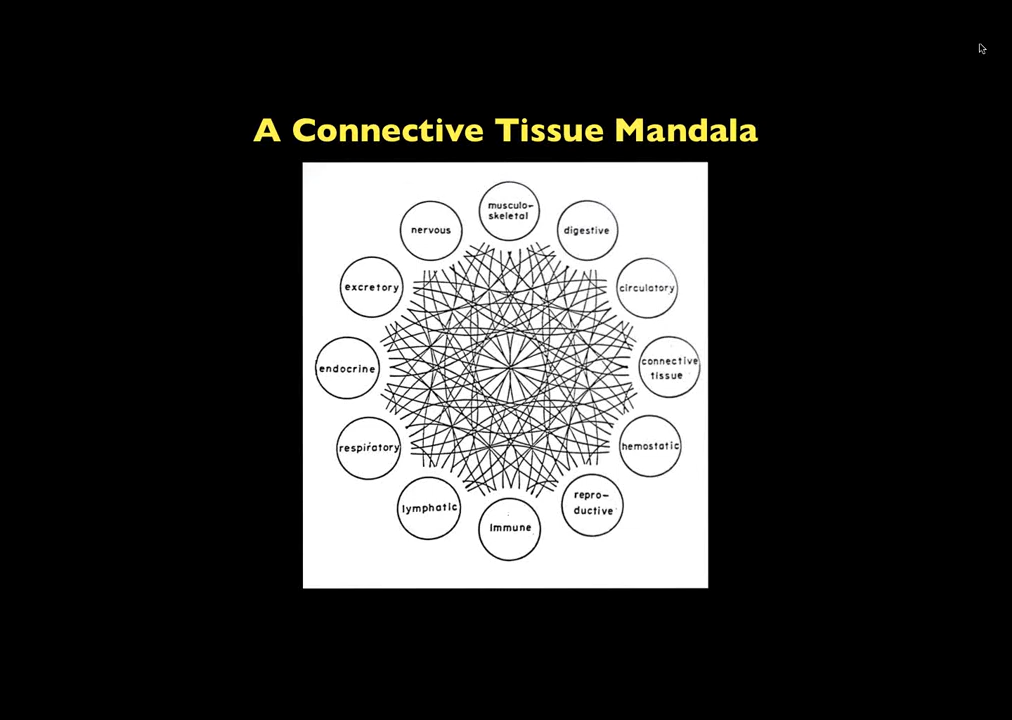 A Connective Tissue Mandala
musculo-
skeletal
nervous
digestive
excretory
circulatory
endocrine
connective
tissue
respiratory
hemostatic
lymphatic
repro-
ductive
immune